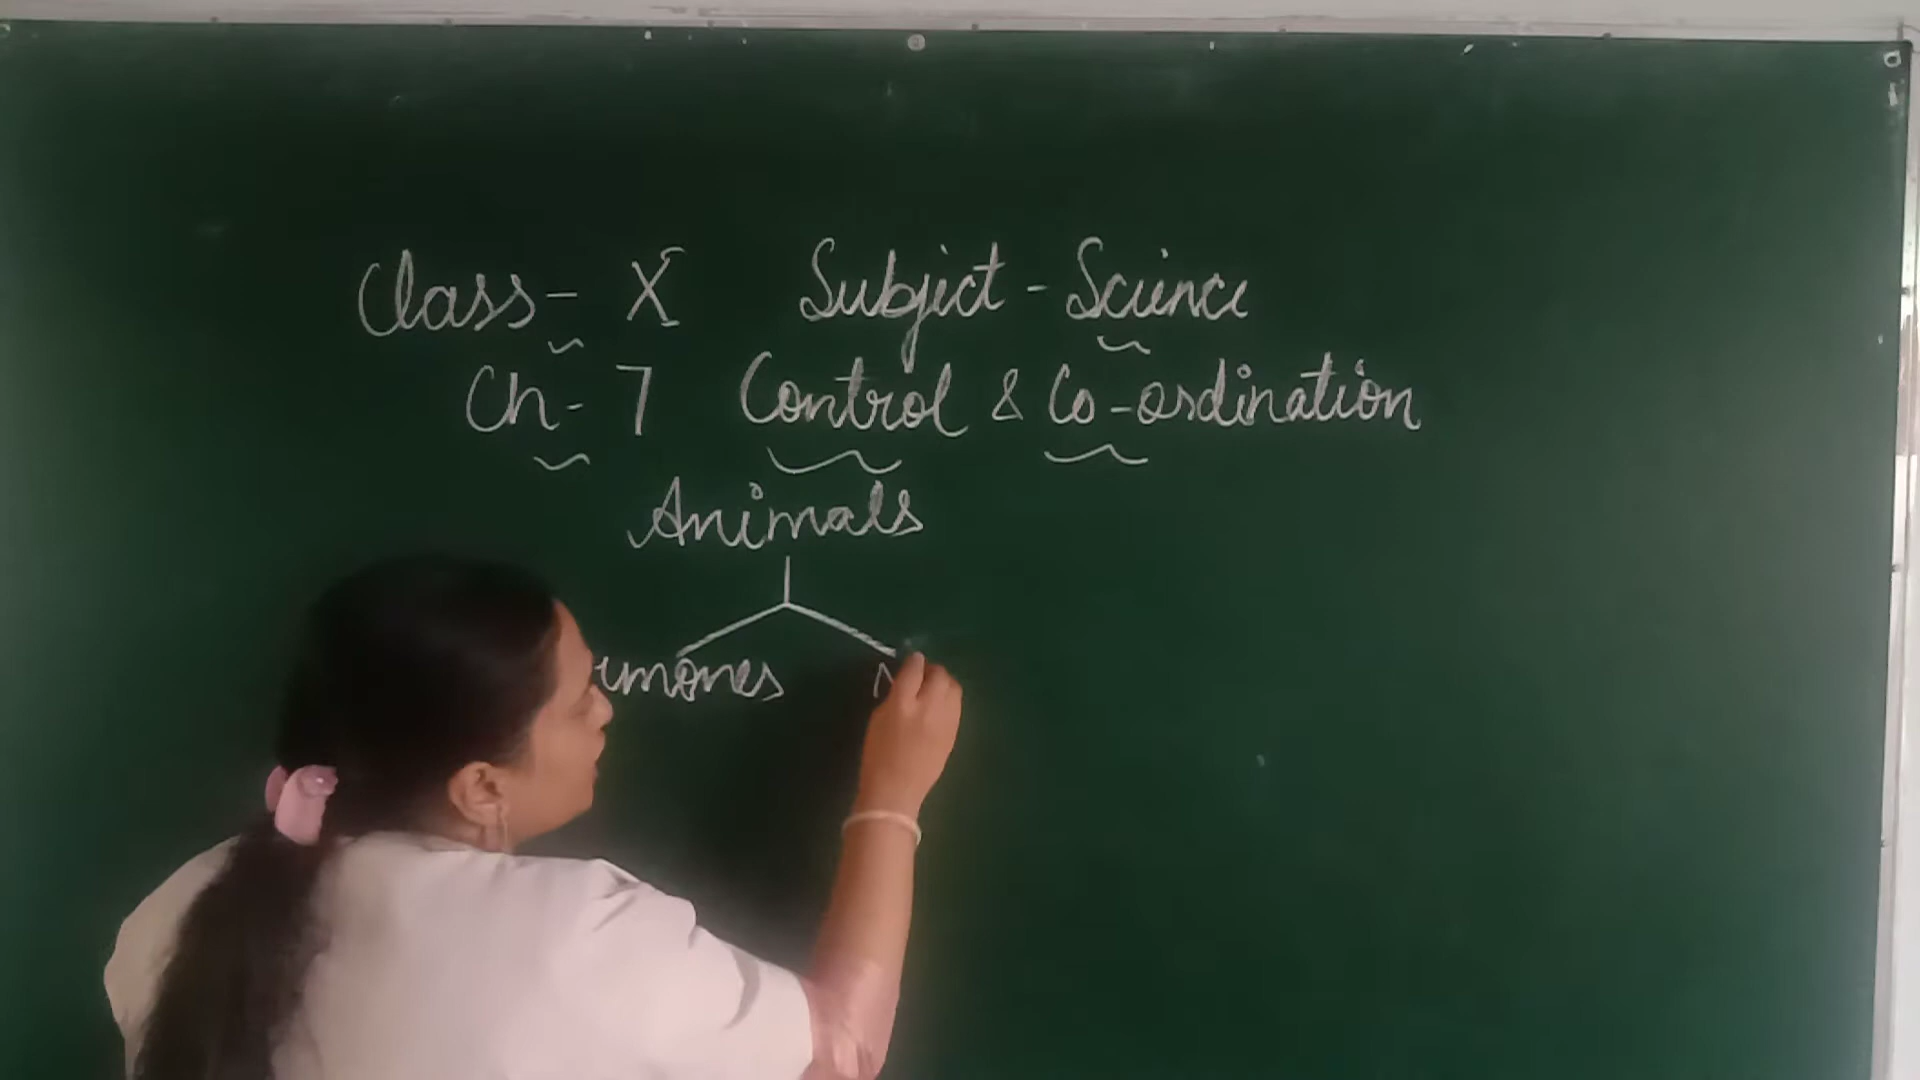 Class - X Subject - Science
Ch - 7 Control & Co-ordination
Animals